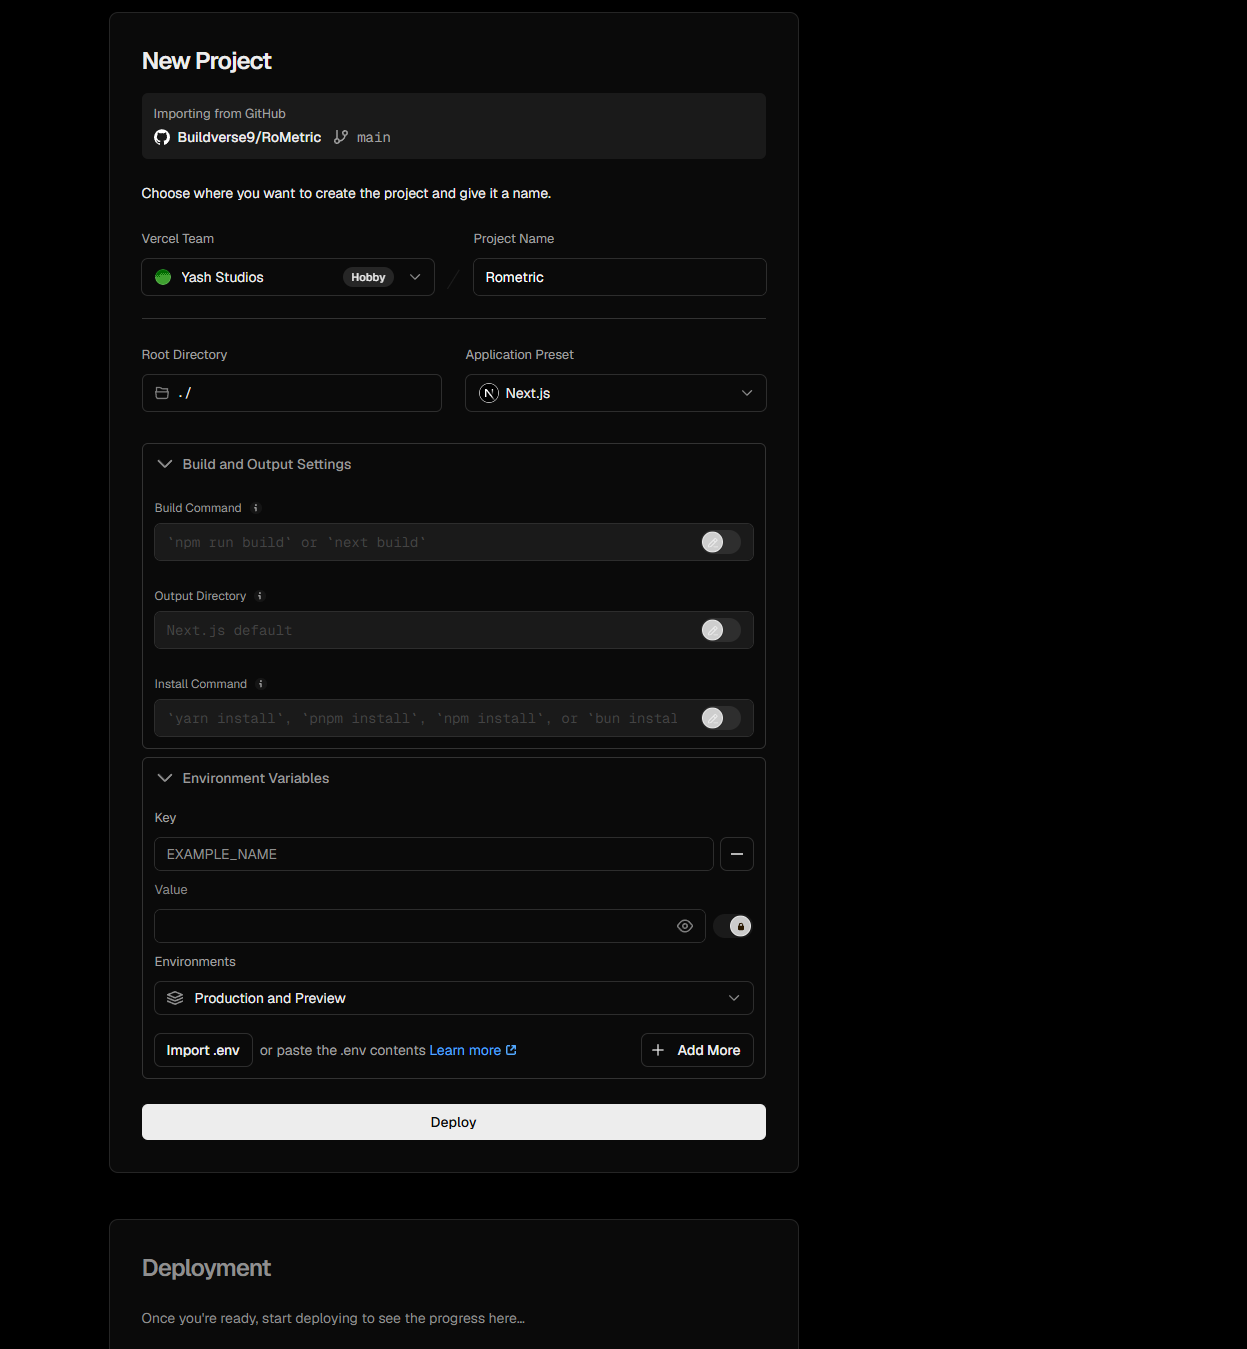 New Project
Importing from GitHub
Buildverse9/RoMetric main
Choose where you want to create the project and give it a name.
Vercel Team
Project Name
Yash Studios Hobby
/
Rometric
Root Directory
Application Preset
./
N Next.js
Build and Output Settings
Build Command i
`npm run build` or `next build`
Output Directory i
Next.js default
Install Command i
`yarn install`, `pnpm install`, `npm install`, or `bun instal
Environment Variables
Key
EXAMPLE_NAME
Value
Environments
Production and Preview
Import .env or paste the .env contents Learn more
Add More
Deploy
Deployment
Once you're ready, start deploying to see the progress here...